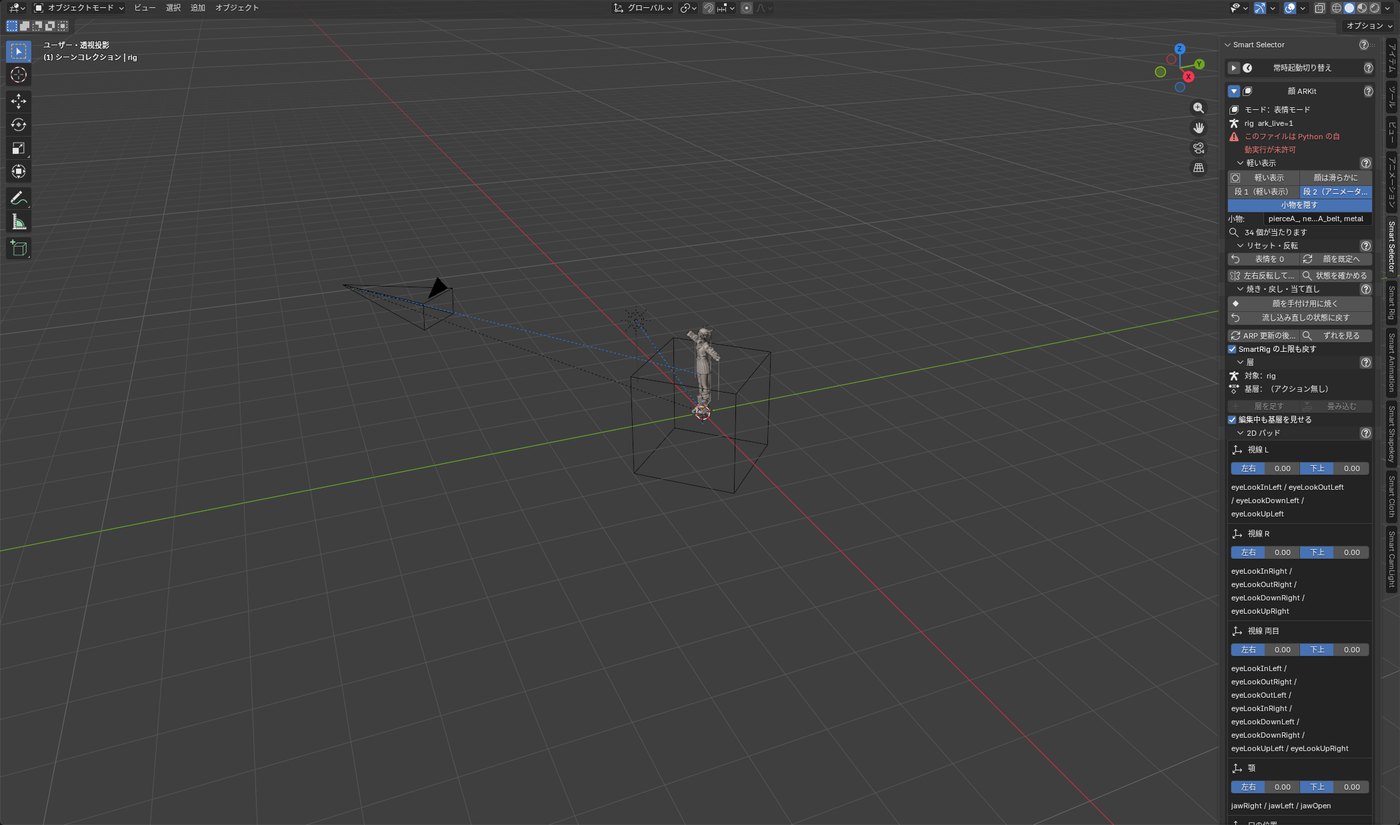 オブジェクトモード
ビュー
選択
追加
オブジェクト
グローバル
オプション
ユーザー・透視投影
(1) シーンコレクション | rig
Z
Y
X
Smart Selector
常時起動切り替え
顔 ARKit
モード: 表情モード
rig ark_live=1
このファイルは Python の自
動実行が未許可
軽い表示
軽い表示
顔は滑らかに
段 1（軽い表示）
段 2（アニメータ...
小物を隠す
小物:
pierceA_, ne...A_belt, metal
34 個が当たります
リセット・反転
表情を 0
顔を既定へ
左右反転して...
状態を確かめる
焼き・戻し・当て直し
顔を手付け用に焼く
流し込み直しの状態に戻す
ARP 更新の後...
ずれを見る
SmartRig の上限も戻す
層
対象: rig
基層: （アクション無し）
層を足す
畳み込む
編集中も基層を見せる
2D パッド
視線 L
左右 0.00 下上 0.00
eyeLookInLeft / eyeLookOutLeft
/ eyeLookDownLeft /
eyeLookUpLeft
視線 R
左右 0.00 下上 0.00
eyeLookInRight /
eyeLookOutRight /
eyeLookDownRight /
eyeLookUpRight
視線 両目
左右 0.00 下上 0.00
eyeLookInLeft /
eyeLookOutRight /
eyeLookOutLeft /
eyeLookInRight /
eyeLookDownLeft /
eyeLookDownRight /
eyeLookUpLeft / eyeLookUpRight
顎
左右 0.00 下上 0.00
jawRight / jawLeft / jawOpen
アイテム
ツール
ビュー
アニメーション
Smart Selector
Smart Rig
Smart Animation
Smart Shapekey
Smart Cloth
Smart CamLight